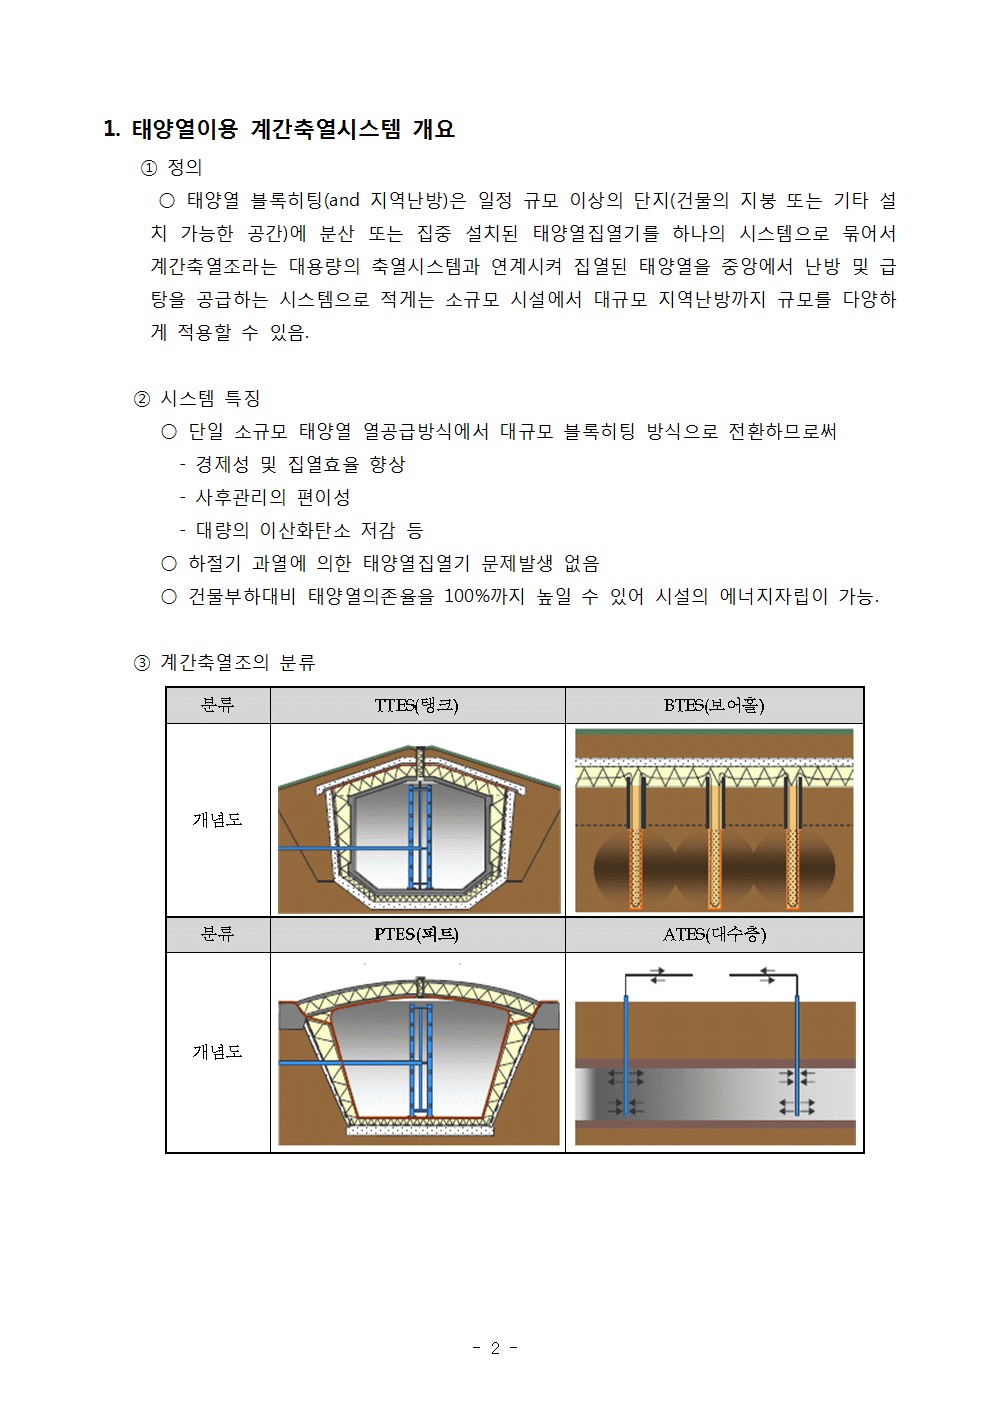 1. 태양열이용 계간축열시스템 개요
① 정의
○ 태양열 블록히팅(and 지역난방)은 일정 규모 이상의 단지(건물의 지붕 또는 기타 설
치 가능한 공간)에 분산 또는 집중 설치된 태양열집열기를 하나의 시스템으로 묶어서
계간축열조라는 대용량의 축열시스템과 연계시켜 집열된 태양열을 중앙에서 난방 및 급
탕을 공급하는 시스템으로 적게는 소규모 시설에서 대규모 지역난방까지 규모를 다양하
게 적용할 수 있음.
② 시스템 특징
○ 단일 소규모 태양열 열공급방식에서 대규모 블록히팅 방식으로 전환하므로써
- 경제성 및 집열효율 향상
- 사후관리의 편이성
- 대량의 이산화탄소 저감 등
○ 하절기 과열에 의한 태양열집열기 문제발생 없음
○ 건물부하대비 태양열의존율을 100%까지 높일 수 있어 시설의 에너지자립이 가능.
③ 계간축열조의 분류
분류 TTES(탱크) BTES(보어홀)
개념도
분류 PTES(피트) ATES(대수층)
개념도
- 2 -